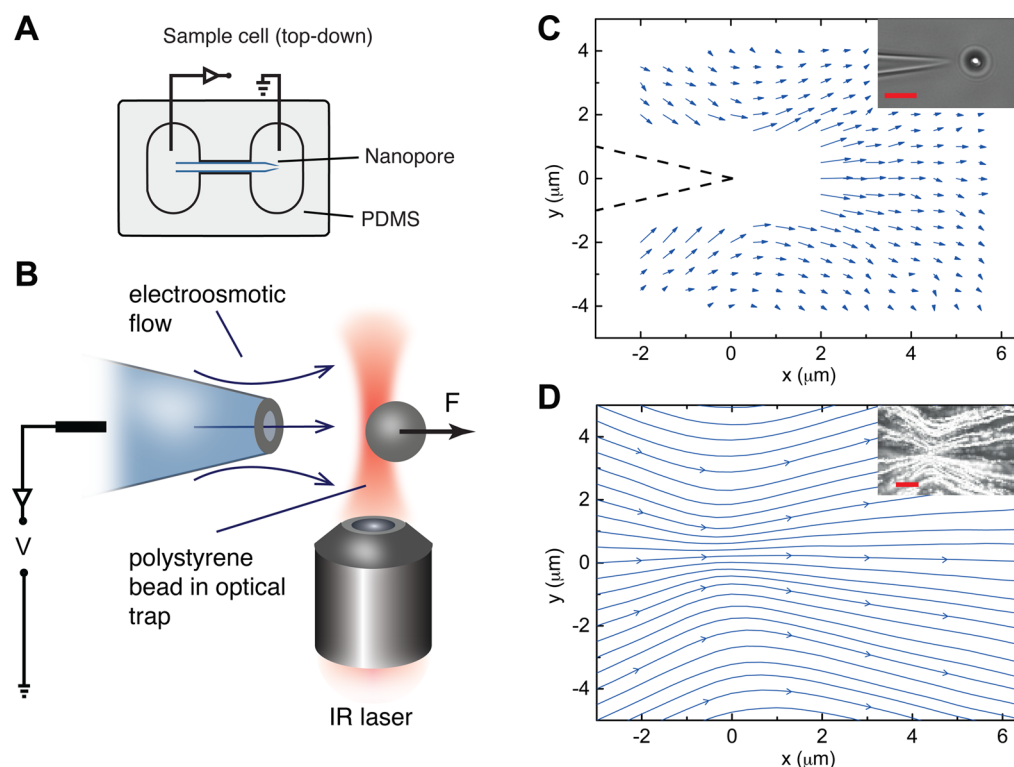 A
Sample cell (top-down)
Nanopore
PDMS
B
electroosmotic
flow
F
V
polystyrene
bead in optical
trap
IR laser
C
4
2
0
-2
-4
y (μm)
-2 0 2 4 6
x (μm)
D
4
2
0
-2
-4
y (μm)
-2 0 2 4 6
x (μm)